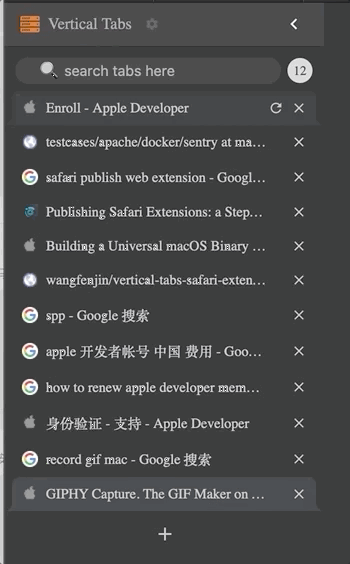 Vertical Tabs
search tabs here
12
Enroll - Apple Developer
testcases/apache/docker/sentry at ma...
safari publish web extension - Googl...
Publishing Safari Extensions: a Step...
Building a Universal macOS Binary ...
wangfenjin/vertical-tabs-safari-exten...
spp - Google 搜索
apple 开发者帐号 中国 费用 - Goo...
how to renew apple developer mem...
身份验证 - 支持 - Apple Developer
record gif mac - Google 搜索
GIPHY Capture. The GIF Maker on ...